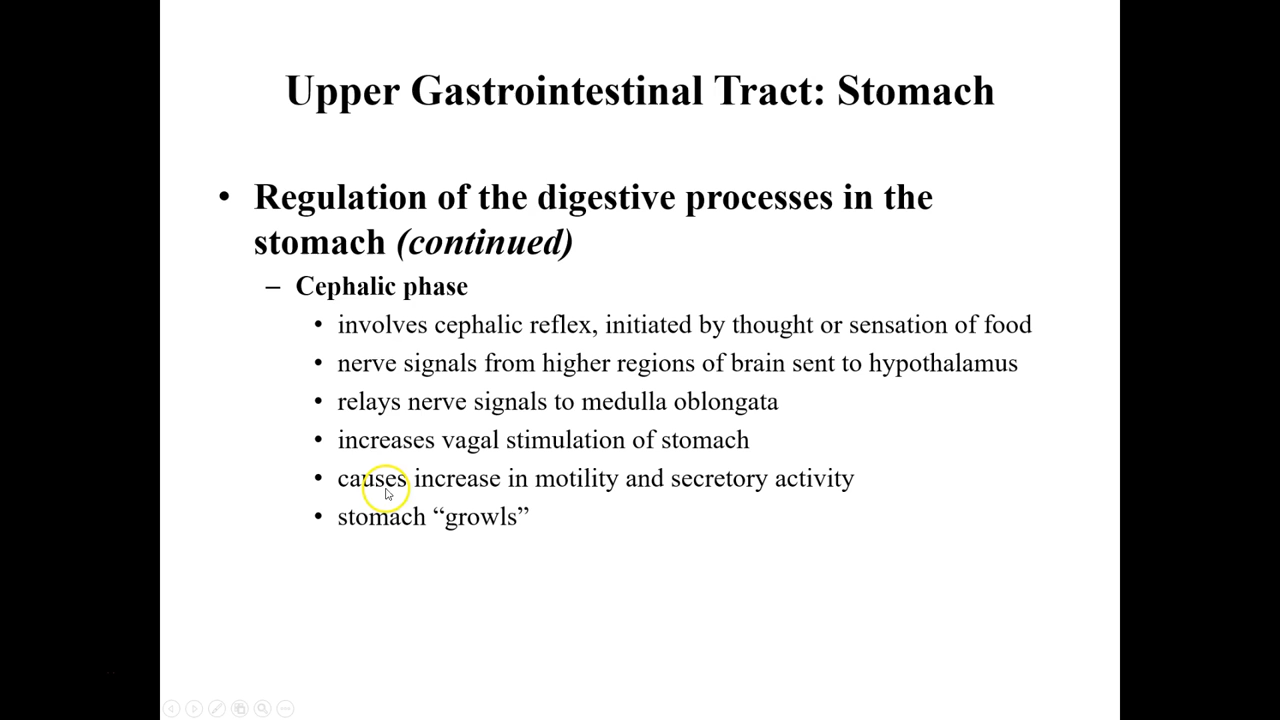 Upper Gastrointestinal Tract: Stomach
• Regulation of the digestive processes in the
stomach (continued)
– Cephalic phase
• involves cephalic reflex, initiated by thought or sensation of food
• nerve signals from higher regions of brain sent to hypothalamus
• relays nerve signals to medulla oblongata
• increases vagal stimulation of stomach
• causes increase in motility and secretory activity
• stomach “growls”